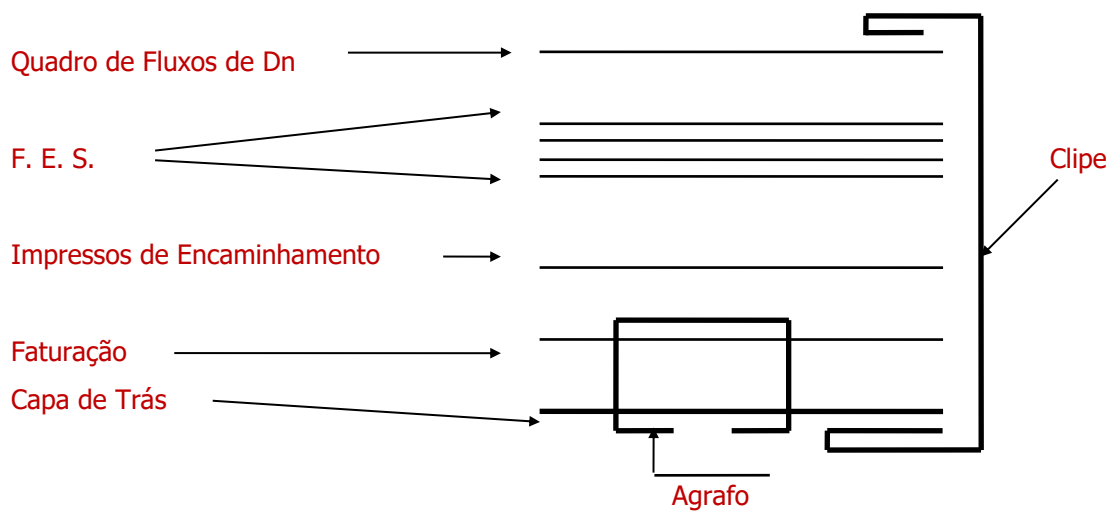 Quadro de Fluxos de Dn
F. E. S.
Clipe
Impressos de Encaminhamento
Faturação
Capa de Trás
Agrafo